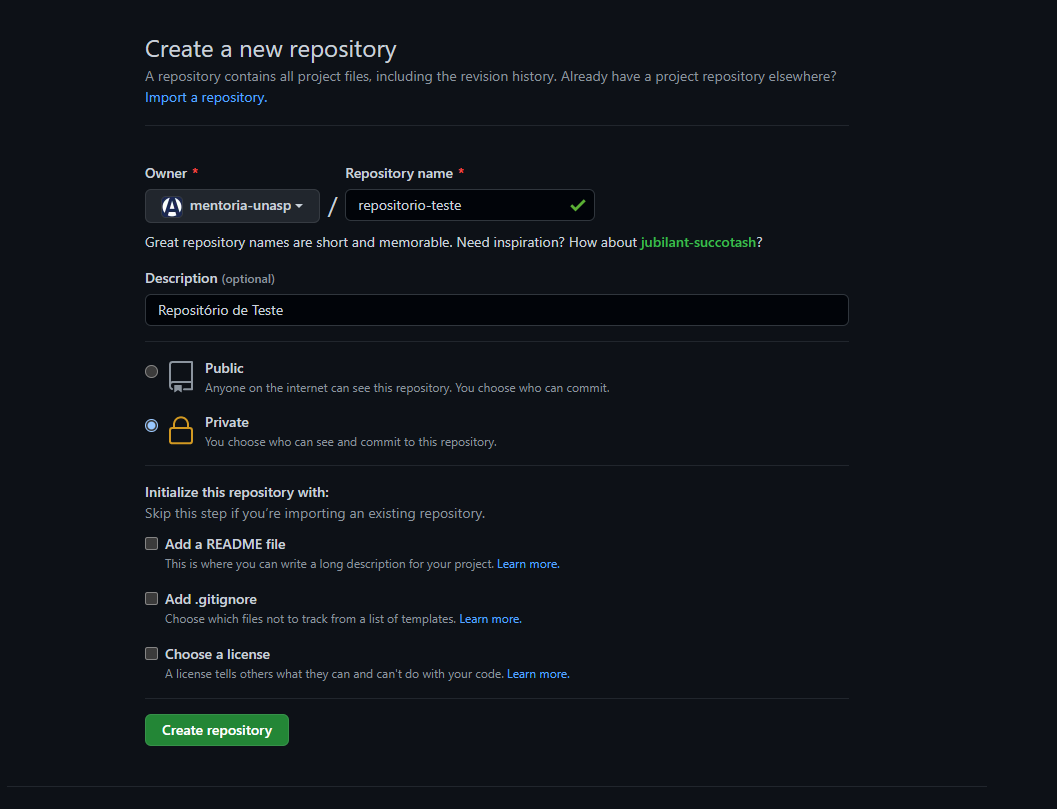 Create a new repository
A repository contains all project files, including the revision history. Already have a project repository elsewhere?
Import a repository.
Owner * Repository name *
mentoria-unasp / repositorio-teste
Great repository names are short and memorable. Need inspiration? How about jubilant-succotash?
Description (optional)
Repositório de Teste
Public
Anyone on the internet can see this repository. You choose who can commit.
Private
You choose who can see and commit to this repository.
Initialize this repository with:
Skip this step if you're importing an existing repository.
Add a README file
This is where you can write a long description for your project. Learn more.
Add .gitignore
Choose which files not to track from a list of templates. Learn more.
Choose a license
A license tells others what they can and can't do with your code. Learn more.
Create repository